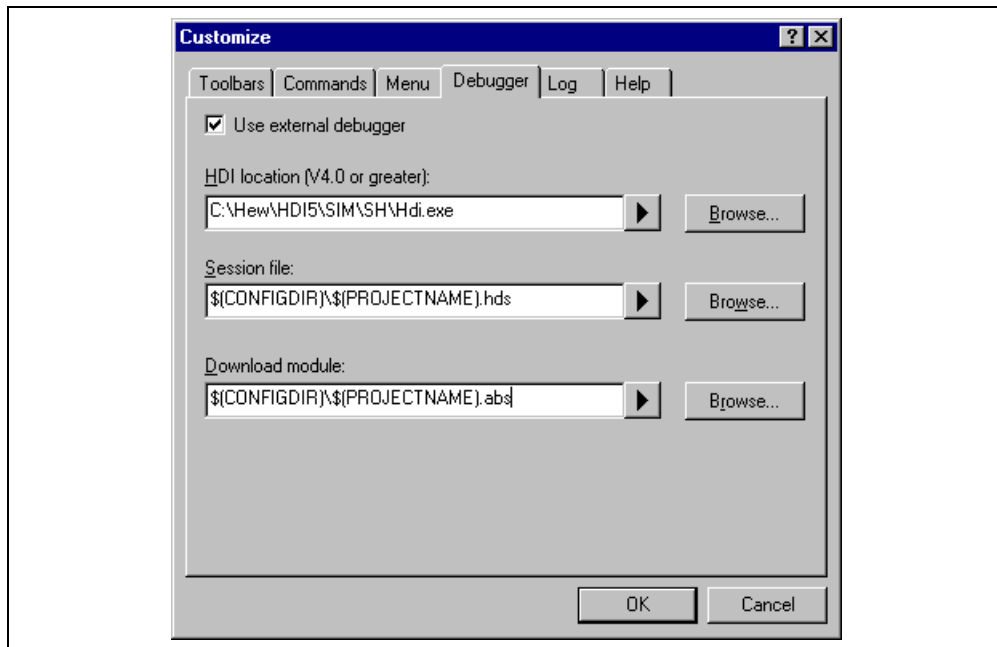 Customize
Toolbars Commands Menu Debugger Log Help
Use external debugger
HDI location (V4.0 or greater):
C:\Hew\HDI5\SIM\SH\Hdi.exe Browse...
Session file:
$(CONFIGDIR)\$(PROJECTNAME).hds Browse...
Download module:
$(CONFIGDIR)\$(PROJECTNAME).abs Browse...
OK Cancel